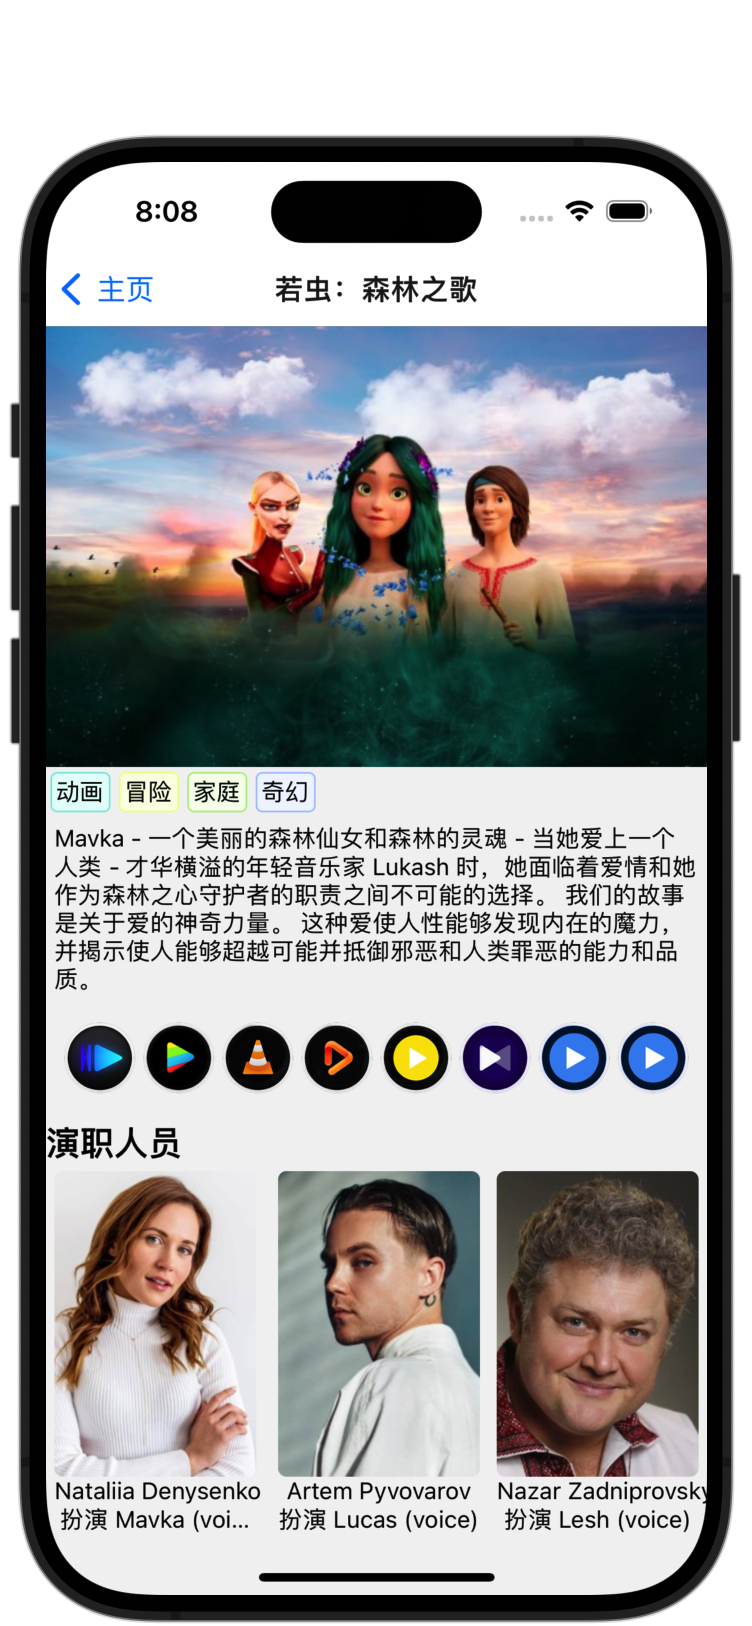 8:08
主页
若虫：森林之歌
动画 冒险 家庭 奇幻
Mavka - 一个美丽的森林仙女和森林的灵魂 - 当她爱上一个
人类 - 才华横溢的年轻音乐家 Lukash 时，她面临着爱情和她
作为森林之心守护者的职责之间不可能的选择。 我们的故事
是关于爱的神奇力量。 这种爱使人性能够发现内在的魔力，
并揭示使人能够超越可能并抵御邪恶和人类罪恶的能力和品
质。
演职人员
Nataliia Denysenko
扮演 Mavka (voi...
Artem Pyvovarov
扮演 Lucas (voice)
Nazar Zadniprovsky
扮演 Lesh (voice)